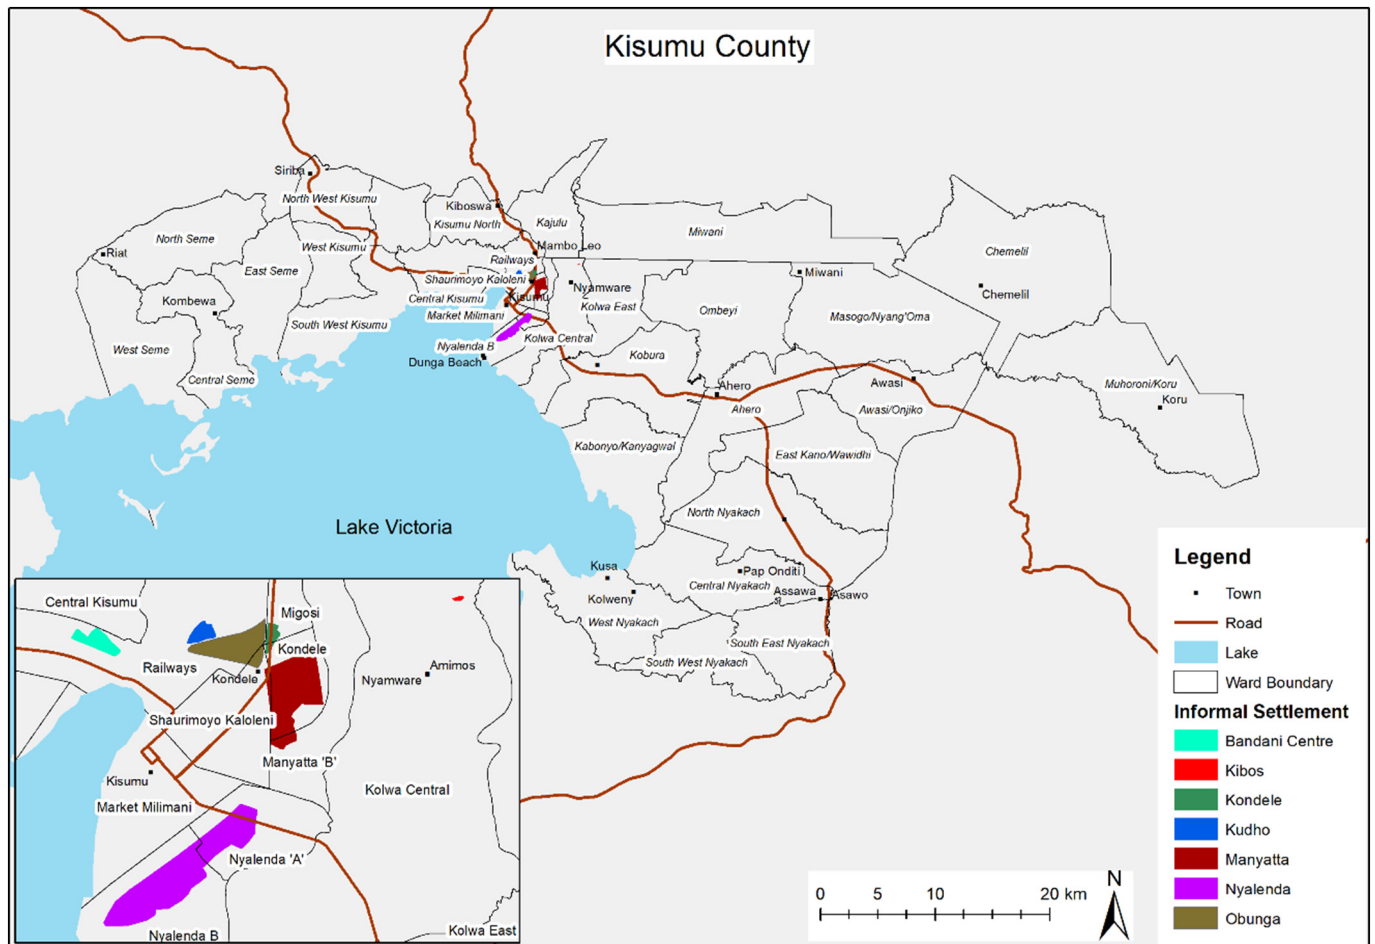 Kisumu County
Siriba
North West Kisumu
Kiboswa
Kisumu North
Kajulu
Miwani
North Seme
West Kisumu
Mambo Leo
Chemelil
Riat
Railways
East Seme
Shaurimoyo Kaloleni
Miwani
Nyamware
Chemelil
Kombewa
Central Kisumu
Kisumu
Kolwa East
Ombeyi
Market Milimani
Masogo/Nyang'Oma
South West Kisumu
Kolwa Central
West Seme
Nyalenda B
Kobura
Dunga Beach
Central Seme
Ahero
Awasi
Muhoroni/Koru
Koru
Ahero
Awasi/Onjiko
Kabonyo/Kanyagwal
East Kano/Wawidhi
North Nyakach
Lake Victoria
Kusa
Pap Onditi
Central Nyakach
Kolweny
Assawa
Asawo
West Nyakach
South East Nyakach
South West Nyakach
Central Kisumu
Migosi
Kondele
Railways
Kondele
Amimos
Nyamware
Shaurimoyo Kaloleni
Manyatta 'B'
Kisumu
Kolwa Central
Market Milimani
Nyalenda 'A'
Nyalenda B
Kolwa East
Legend
Town
Road
Lake
Ward Boundary
Informal Settlement
Bandani Centre
Kibos
Kondele
Kudho
Manyatta
Nyalenda
Obunga
0 5 10 20 km
N